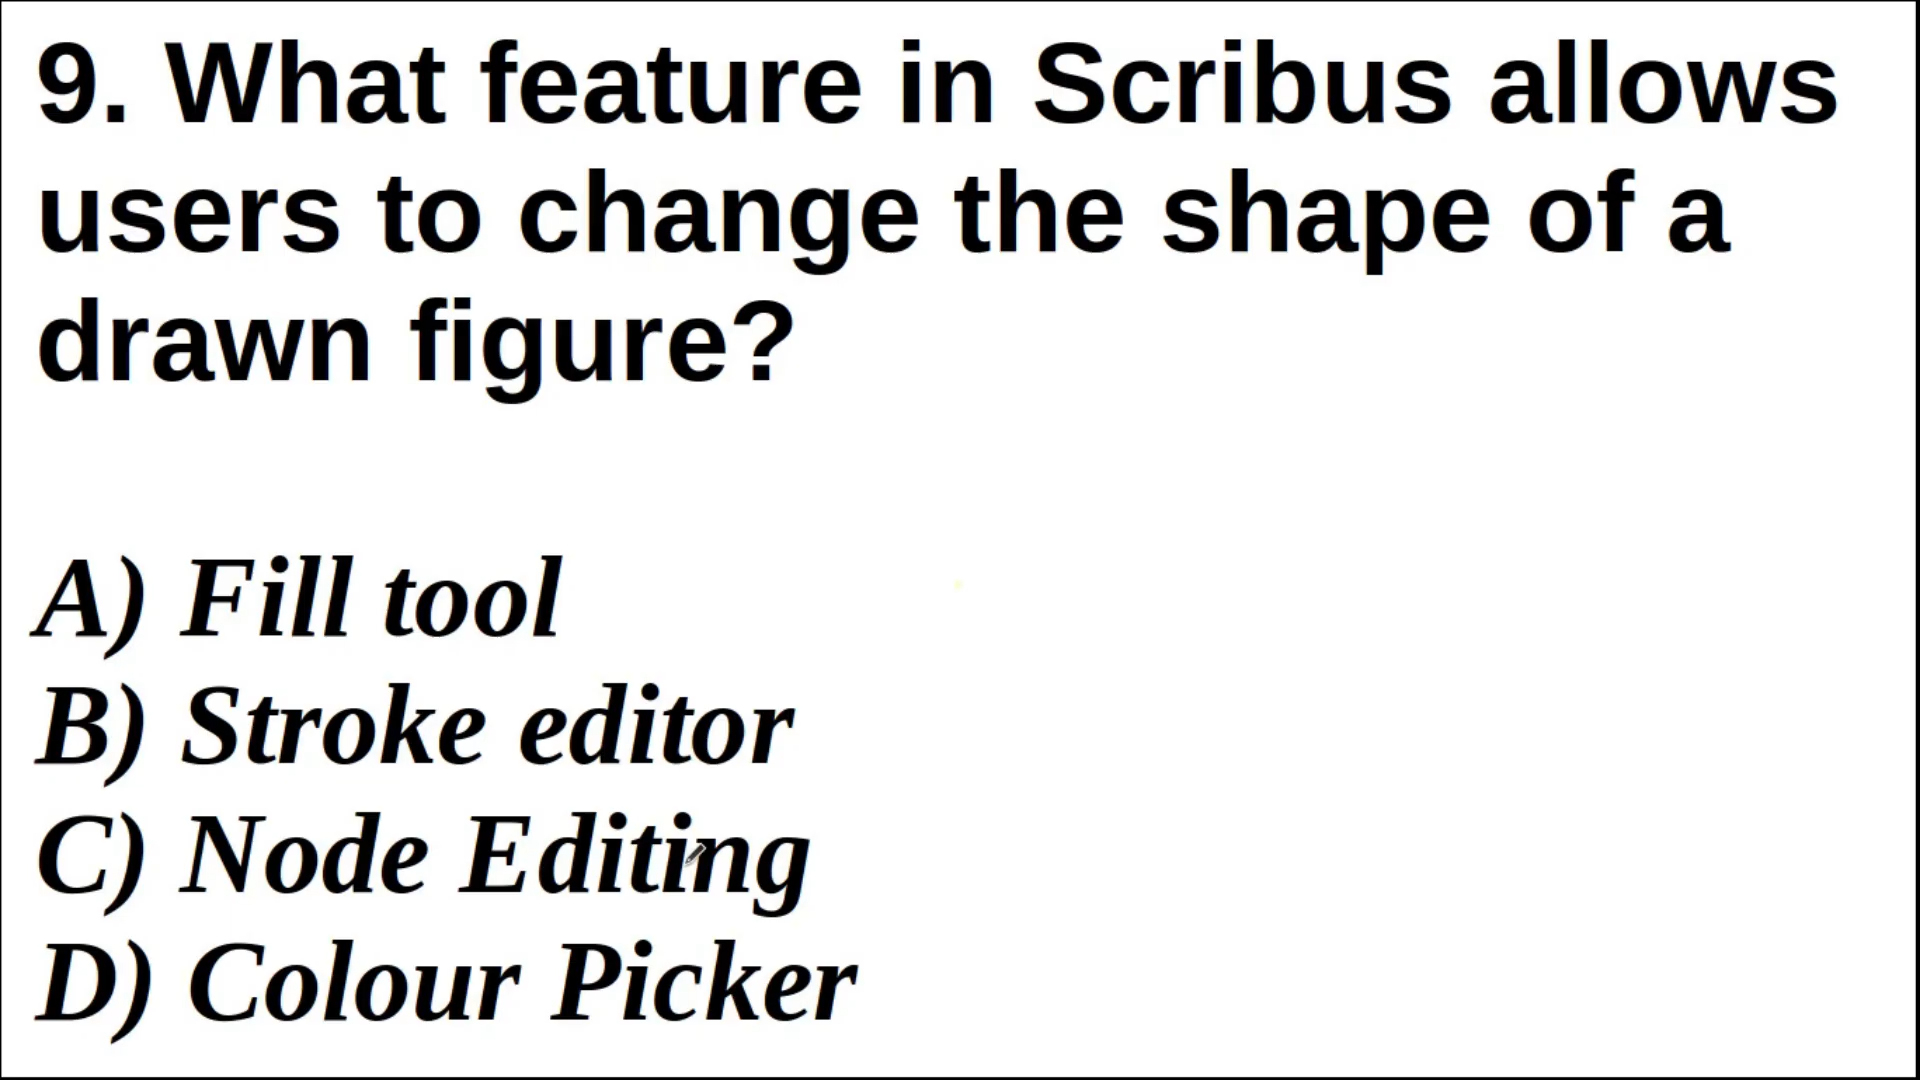 9. What feature in Scribus allows
users to change the shape of a
drawn figure?
A) Fill tool
B) Stroke editor
C) Node Editing
D) Colour Picker